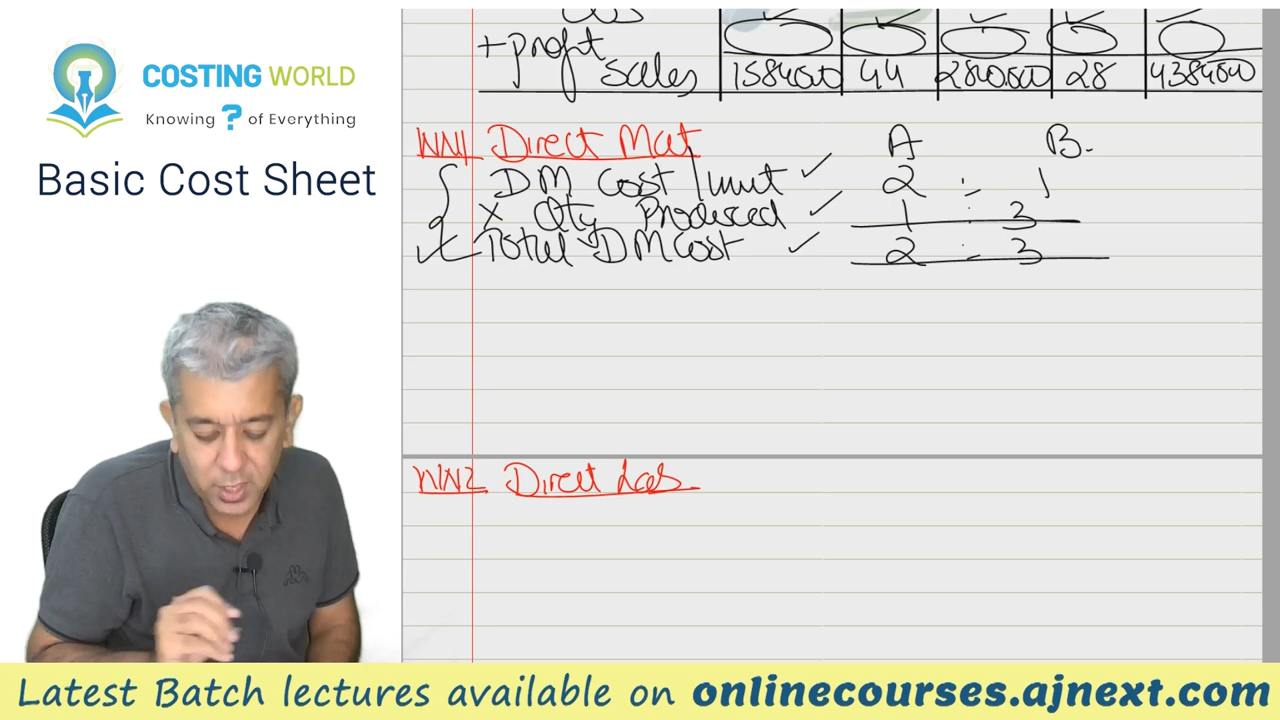 COSTING WORLD
Knowing ? of Everything
Basic Cost Sheet
COS
+ profit
Sales 1584000 44 2800000 28 4384000
WN1 Direct Mat A B.
DM Cost / unit 2 : 1
X Qty Produced 1 : 3
Total DM Cost 2 : 3
WN2 Direct Lab
Latest Batch lectures available on onlinecourses.ajnext.com